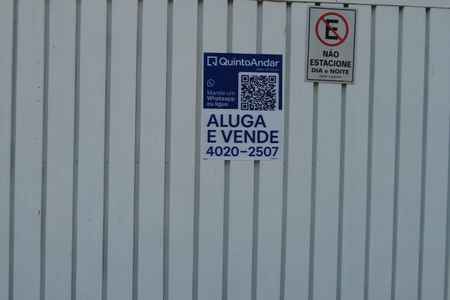 QuintoAndar
Mande um
Whatsapp
ou ligue.
ALUGA
E VENDE
4020-2507
E
NÃO
ESTACIONE
DIA e NOITE